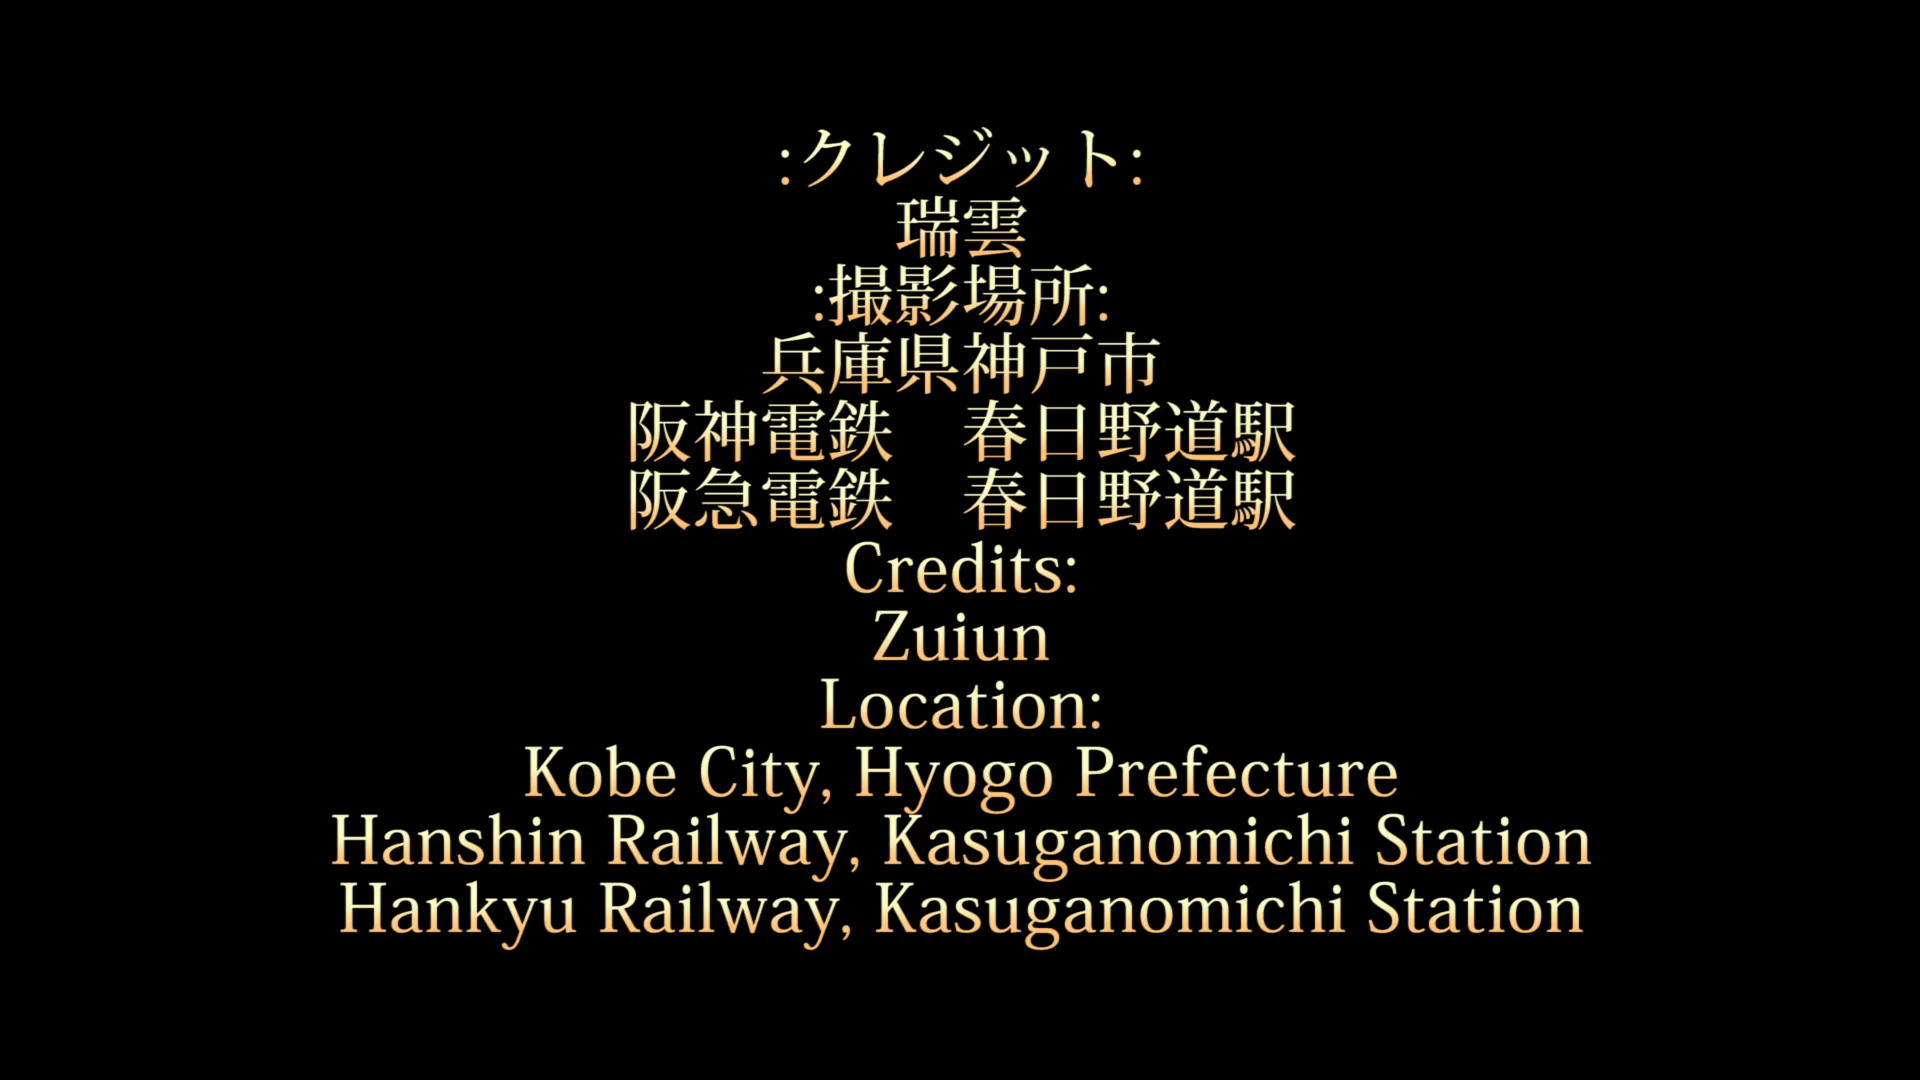 :クレジット:
瑞雲
:撮影場所:
兵庫県神戸市
阪神電鉄　春日野道駅
阪急電鉄　春日野道駅
Credits:
Zuiun
Location:
Kobe City, Hyogo Prefecture
Hanshin Railway, Kasuganomichi Station
Hankyu Railway, Kasuganomichi Station